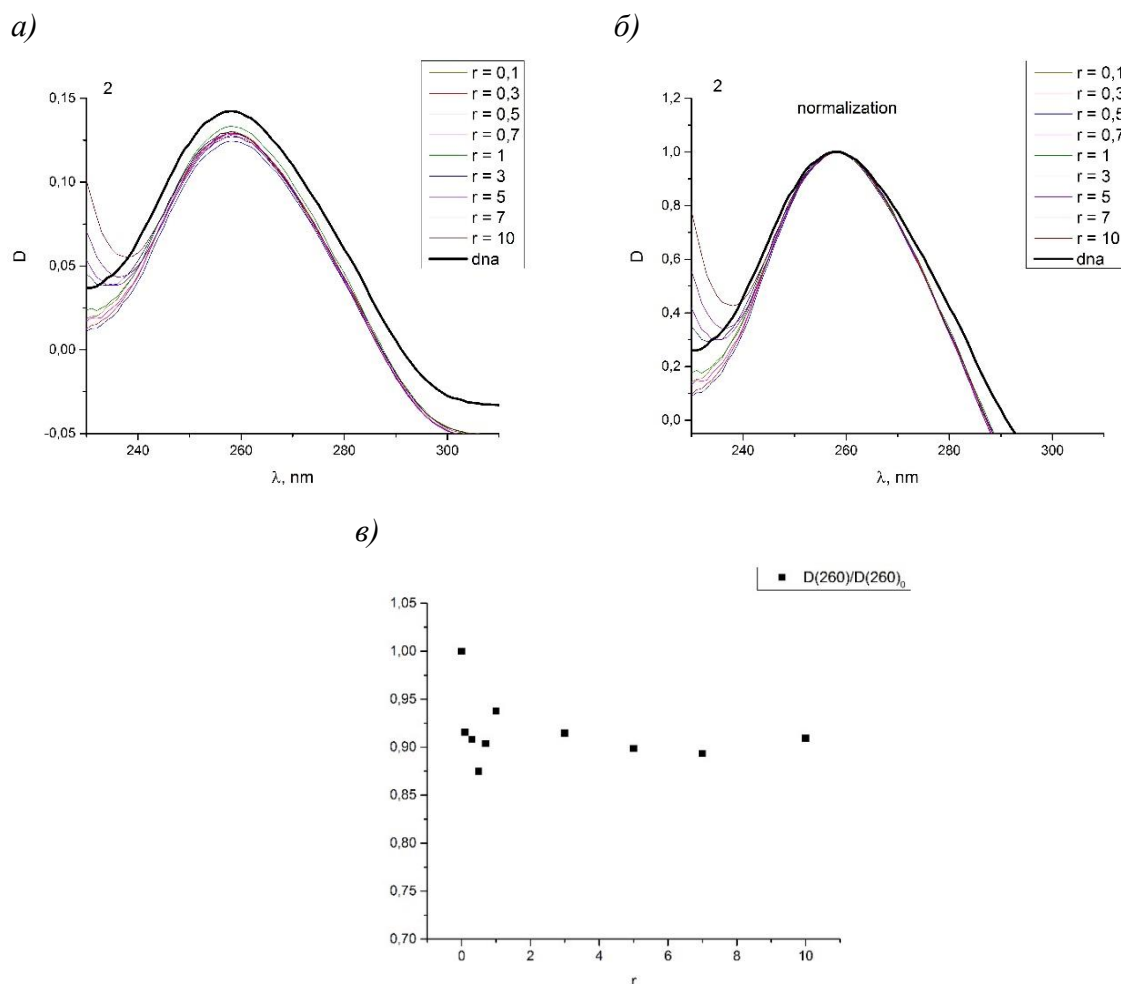 а)
2
r = 0,1
r = 0,3
r = 0,5
r = 0,7
r = 1
r = 3
r = 5
r = 7
r = 10
dna
0,15
0,10
0,05
0,00
-0,05
D
240
260
280
300
λ, nm
б)
2
normalization
r = 0,1
r = 0,3
r = 0,5
r = 0,7
r = 1
r = 3
r = 5
r = 7
r = 10
dna
1,2
1,0
0,8
0,6
0,4
0,2
0,0
D
240
260
280
300
λ, nm
в)
D(260)/D(260)₀
1,05
1,00
0,95
0,90
0,85
0,80
0,75
0,70
0
2
4
6
8
10
r